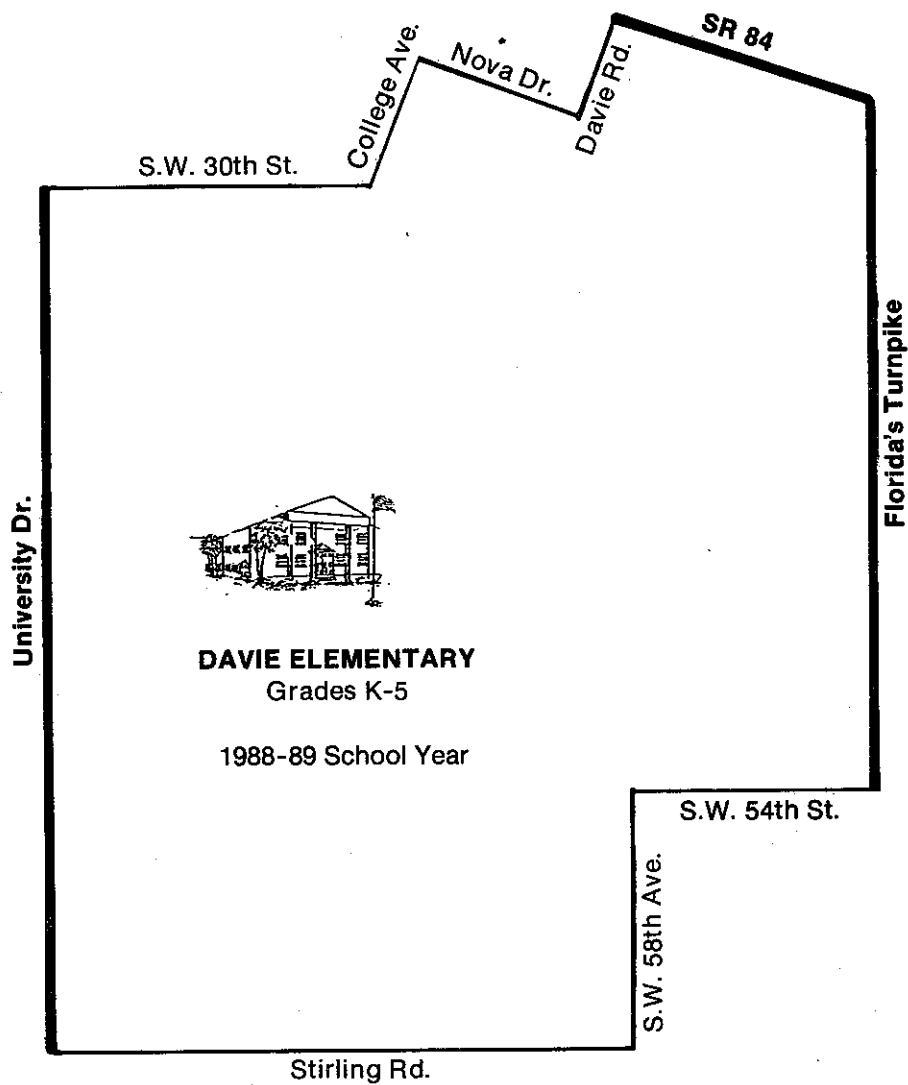 SR 84
College Ave.
Nova Dr.
Davie Rd.
S.W. 30th St.
Florida's Turnpike
University Dr.
DAVIE ELEMENTARY
Grades K-5
1988-89 School Year
S.W. 54th St.
S.W. 58th Ave.
Stirling Rd.